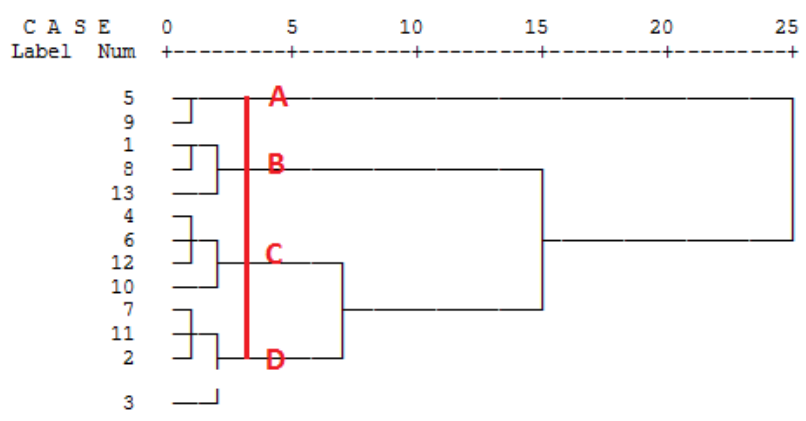 C A S E 0 5 10 15 20 25
Label Num +---------+---------+---------+---------+---------+
5 A
9
1
8 B
13
4
6
12 C
10
7
11
2 D
3